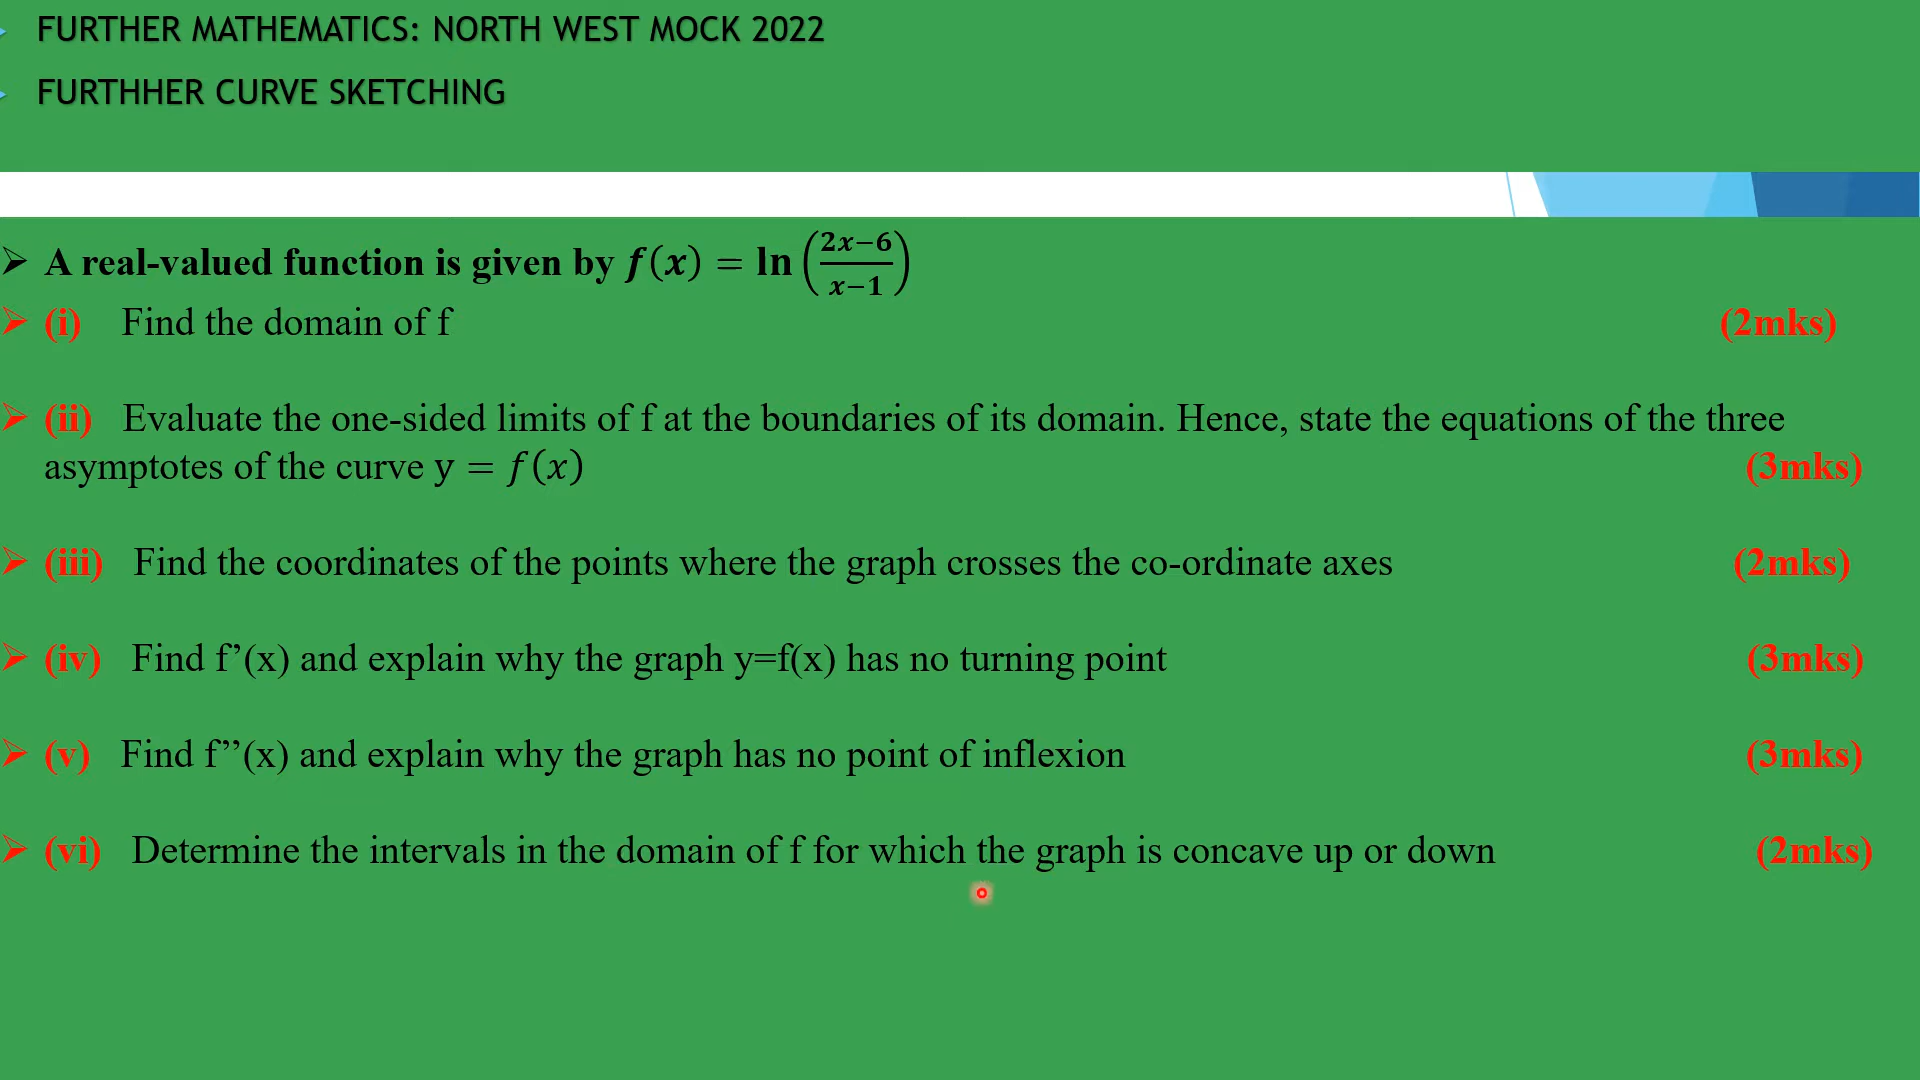 FURTHER MATHEMATICS: NORTH WEST MOCK 2022
FURTHHER CURVE SKETCHING
A real-valued function is given by f(x) = ln((2x−6)/(x−1))
(i) Find the domain of f (2mks)
(ii) Evaluate the one-sided limits of f at the boundaries of its domain. Hence, state the equations of the three
asymptotes of the curve y = f(x) (3mks)
(iii) Find the coordinates of the points where the graph crosses the co-ordinate axes (2mks)
(iv) Find f’(x) and explain why the graph y=f(x) has no turning point (3mks)
(v) Find f’’(x) and explain why the graph has no point of inflexion (3mks)
(vi) Determine the intervals in the domain of f for which the graph is concave up or down (2mks)